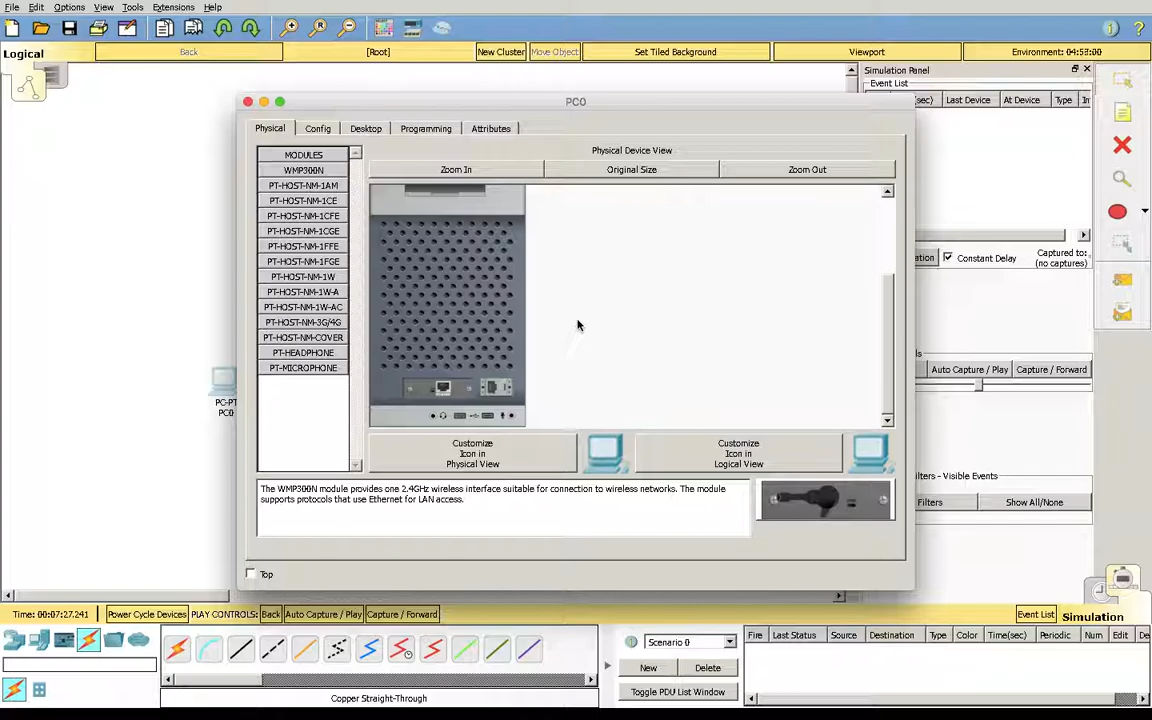 File Edit Options View Tools Extensions Help
Logical Back [Root] New Cluster Move Object Set Tiled Background Viewport Environment: 04:53:00
Simulation Panel
Event List
sec) Last Device At Device Type
PC0
Physical Config Desktop Programming Attributes
MODULES
WMP300N
PT-HOST-NM-1AM
PT-HOST-NM-1CE
PT-HOST-NM-1CFE
PT-HOST-NM-1CGE
PT-HOST-NM-1FFE
PT-HOST-NM-1FGE
PT-HOST-NM-1W
PT-HOST-NM-1W-A
PT-HOST-NM-1W-AC
PT-HOST-NM-3G/4G
PT-HOST-NM-COVER
PT-HEADPHONE
PT-MICROPHONE
Physical Device View
Zoom In Original Size Zoom Out
Customize
Icon in
Physical View
Customize
Icon in
Logical View
The WMP300N module provides one 2.4GHz wireless interface suitable for connection to wireless networks. The module
supports protocols that use Ethernet for LAN access.
Top
PC-PT
PC0
ation Constant Delay Captured to:
(no captures)
ls
Auto Capture / Play Capture / Forward
ilters - Visible Events
Filters Show All/None
Time: 00:07:27.241 Power Cycle Devices PLAY CONTROLS: Back Auto Capture / Play Capture / Forward Event List Simulation
Scenario 0
New Delete
Toggle PDU List Window
Fire Last Status Source Destination Type Color Time(sec) Periodic Num Edit De
Copper Straight-Through